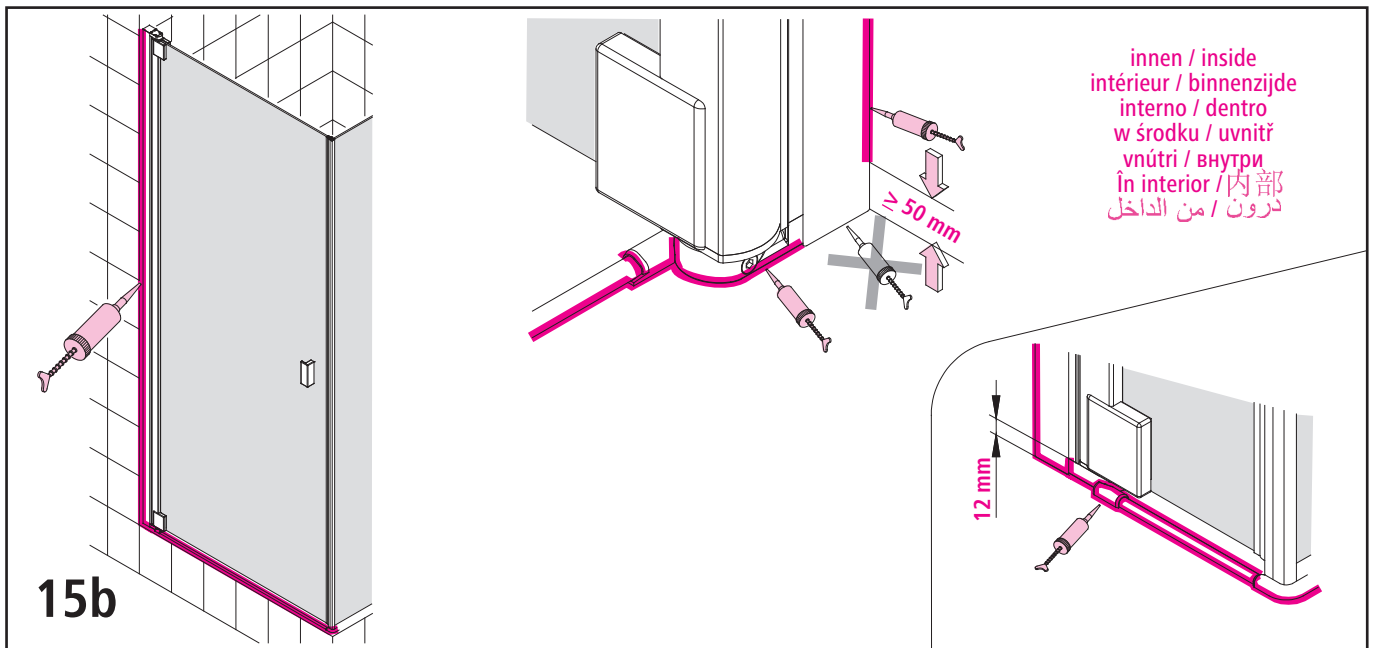 innen / inside
intérieur / binnenzijde
interno / dentro
w środku / uvnitř
vnútri / внутри
În interior / 内部
من الداخل / درون
≥ 50 mm
12 mm
15b